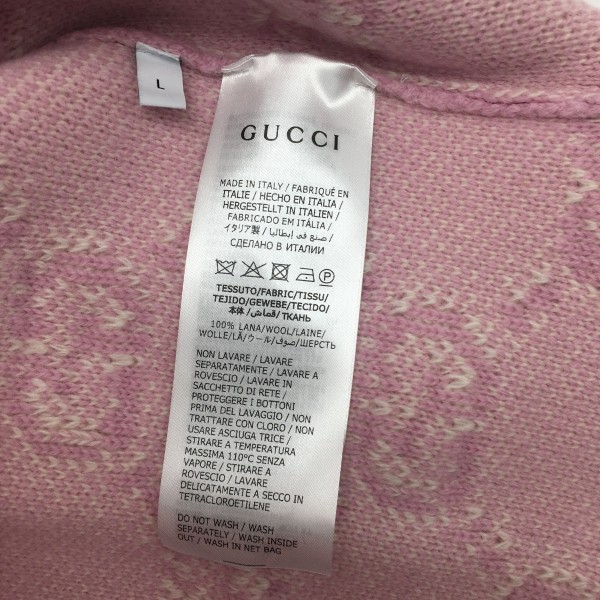 L
GUCCI
MADE IN ITALY / FABRIQUÉ EN
ITALIE / HECHO EN ITALIA /
HERGESTELLT IN ITALIEN /
FABRICADO EM ITÁLIA /
イタリア製 / صنع في إيطاليا /
СДЕЛАНО В ИТАЛИИ
P
TESSUTO/FABRIC/TISSU/
TEJIDO/GEWEBE/TECIDO/
本体/قماش/ТКАНЬ
100% LANA/WOOL/LAINE/
WOLLE/LÃ/ウール/صوف/ШЕРСТЬ
NON LAVARE / LAVARE
SEPARATAMENTE / LAVARE A
ROVESCIO / LAVARE IN
SACCHETTO DI RETE /
PROTEGGERE I BOTTONI
PRIMA DEL LAVAGGIO / NON
TRATTARE CON CLORO / NON
USARE ASCIUGA TRICE /
STIRARE A TEMPERATURA
MASSIMA 110°C SENZA
VAPORE / STIRARE A
ROVESCIO / LAVARE
DELICATAMENTE A SECCO IN
TETRACLOROETILENE
DO NOT WASH / WASH
SEPARATELY / WASH INSIDE
OUT / WASH IN NET BAG